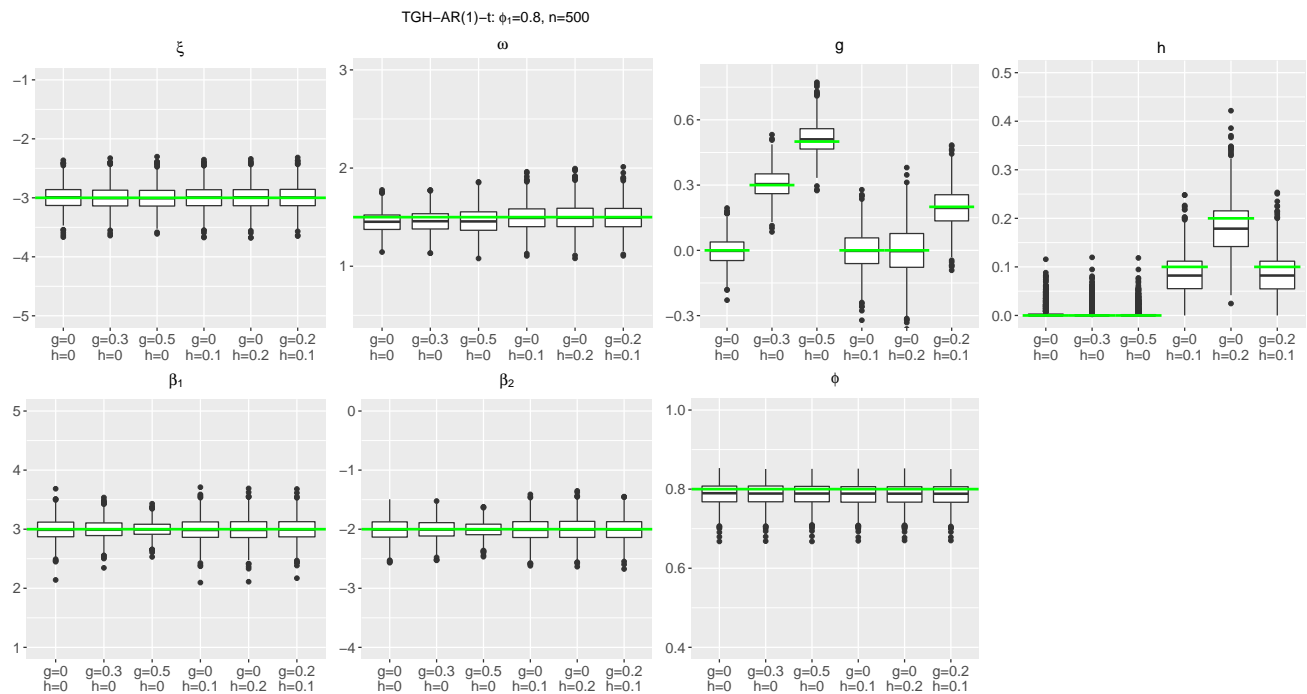 TGH−AR(1)−t: ϕ₁=0.8, n=500
ξ
−1
−2
−3
−4
−5
g=0 g=0.3 g=0.5 g=0 g=0 g=0.2
h=0 h=0 h=0 h=0.1 h=0.2 h=0.1
ω
3
2
1
g=0 g=0.3 g=0.5 g=0 g=0 g=0.2
h=0 h=0 h=0 h=0.1 h=0.2 h=0.1
g
0.6
0.3
0.0
−0.3
g=0 g=0.3 g=0.5 g=0 g=0 g=0.2
h=0 h=0 h=0 h=0.1 h=0.2 h=0.1
h
0.5
0.4
0.3
0.2
0.1
0.0
g=0 g=0.3 g=0.5 g=0 g=0 g=0.2
h=0 h=0 h=0 h=0.1 h=0.2 h=0.1
β₁
5
4
3
2
1
g=0 g=0.3 g=0.5 g=0 g=0 g=0.2
h=0 h=0 h=0 h=0.1 h=0.2 h=0.1
β₂
0
−1
−2
−3
−4
g=0 g=0.3 g=0.5 g=0 g=0 g=0.2
h=0 h=0 h=0 h=0.1 h=0.2 h=0.1
ϕ
1.0
0.8
0.6
0.4
g=0 g=0.3 g=0.5 g=0 g=0 g=0.2
h=0 h=0 h=0 h=0.1 h=0.2 h=0.1